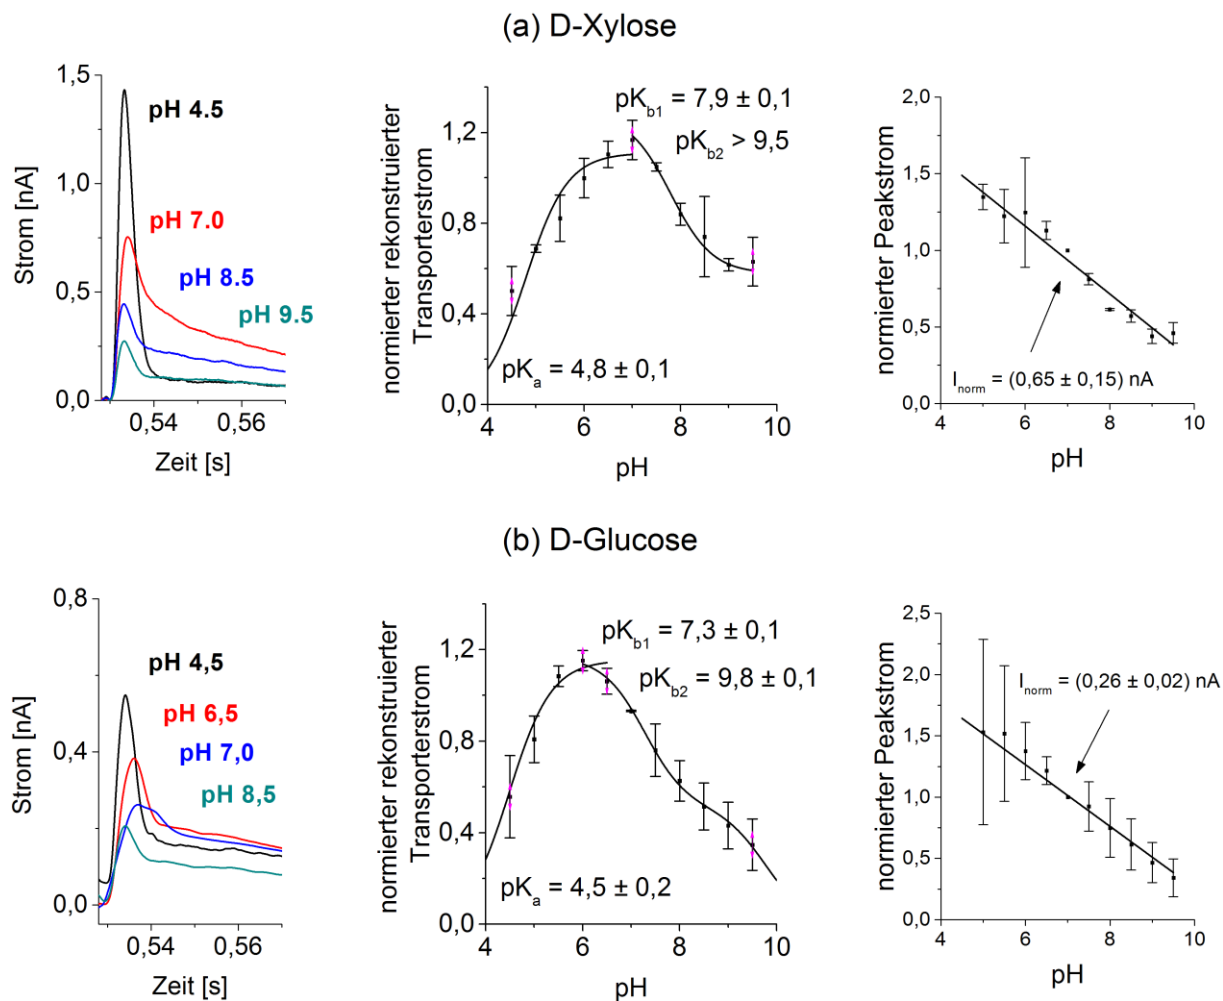 (a) D-Xylose
1,5
1,0
0,5
0,0
Strom [nA]
pH 4.5
pH 7.0
pH 8.5
pH 9.5
0,54 0,56
Zeit [s]
normierter rekonstruierter
Transporterstrom
1,2
0,8
0,4
0,0
pKb1 = 7,9 ± 0,1
pKb2 > 9,5
pKa = 4,8 ± 0,1
4 6 8 10
pH
normierter Peakstrom
2,0
1,5
1,0
0,5
0,0
Inorm = (0,65 ± 0,15) nA
4 6 8 10
pH
(b) D-Glucose
0,8
0,4
0,0
Strom [nA]
pH 4,5
pH 6,5
pH 7,0
pH 8,5
0,54 0,56
Zeit [s]
normierter rekonstruierter
Transporterstrom
1,2
0,8
0,4
0,0
pKb1 = 7,3 ± 0,1
pKb2 = 9,8 ± 0,1
pKa = 4,5 ± 0,2
4 6 8 10
pH
normierter Peakstrom
2,5
2,0
1,5
1,0
0,5
0,0
Inorm = (0,26 ± 0,02) nA
4 6 8 10
pH